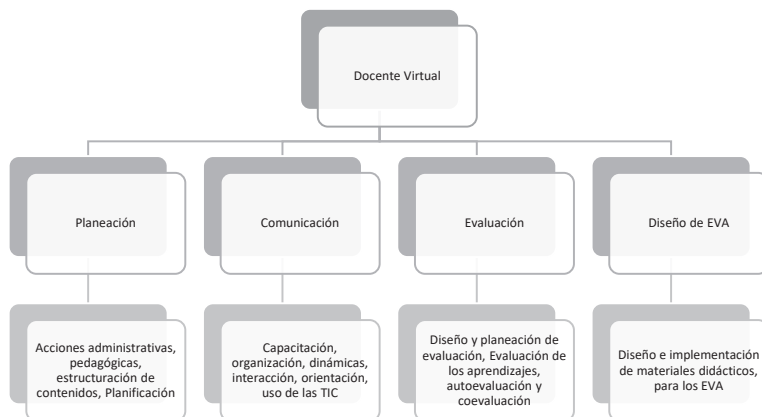 Docente Virtual
Planeación
Comunicación
Evaluación
Diseño de EVA
Acciones administrativas,
pedagógicas,
estructuración de
contenidos, Planificación
Capacitación,
organización, dinámicas,
interacción, orientación,
uso de las TIC
Diseño y planeación de
evaluación, Evaluación de
los aprendizajes,
autoevaluación y
coevaluación
Diseño e implementación
de materiales didácticos,
para los EVA